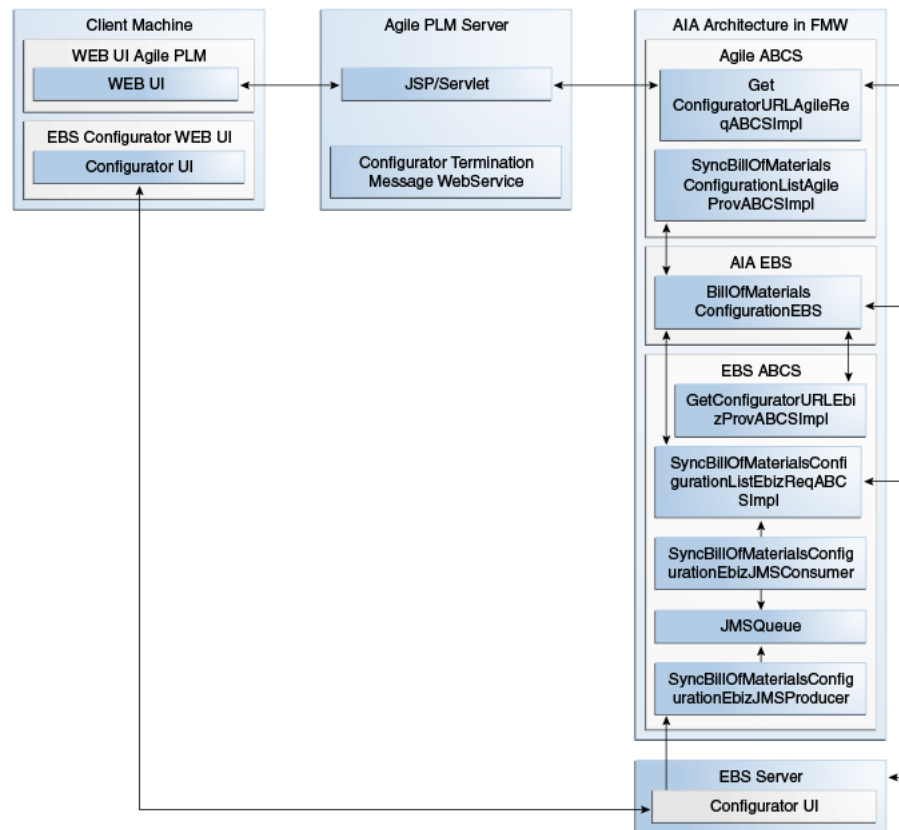 Client Machine
WEB UI Agile PLM
WEB UI
EBS Configurator WEB UI
Configurator UI
Agile PLM Server
JSP/Servlet
Configurator Termination
Message WebService
AIA Architecture in FMW
Agile ABCS
Get
ConfiguratorURLAgileRe
qABCSImpl
SyncBillOfMaterials
ConfigurationListAgile
ProvABCSImpl
AIA EBS
BillOfMaterials
ConfigurationEBS
EBS ABCS
GetConfiguratorURLEbi
zProvABCSImpl
SyncBillOfMaterialsConfi
gurationListEbizReqABC
SImpl
SyncBillOfMaterialsConfig
urationEbizJMSConsumer
JMSQueue
SyncBillOfMaterialsConfig
urationEbizJMSProducer
EBS Server
Configurator UI